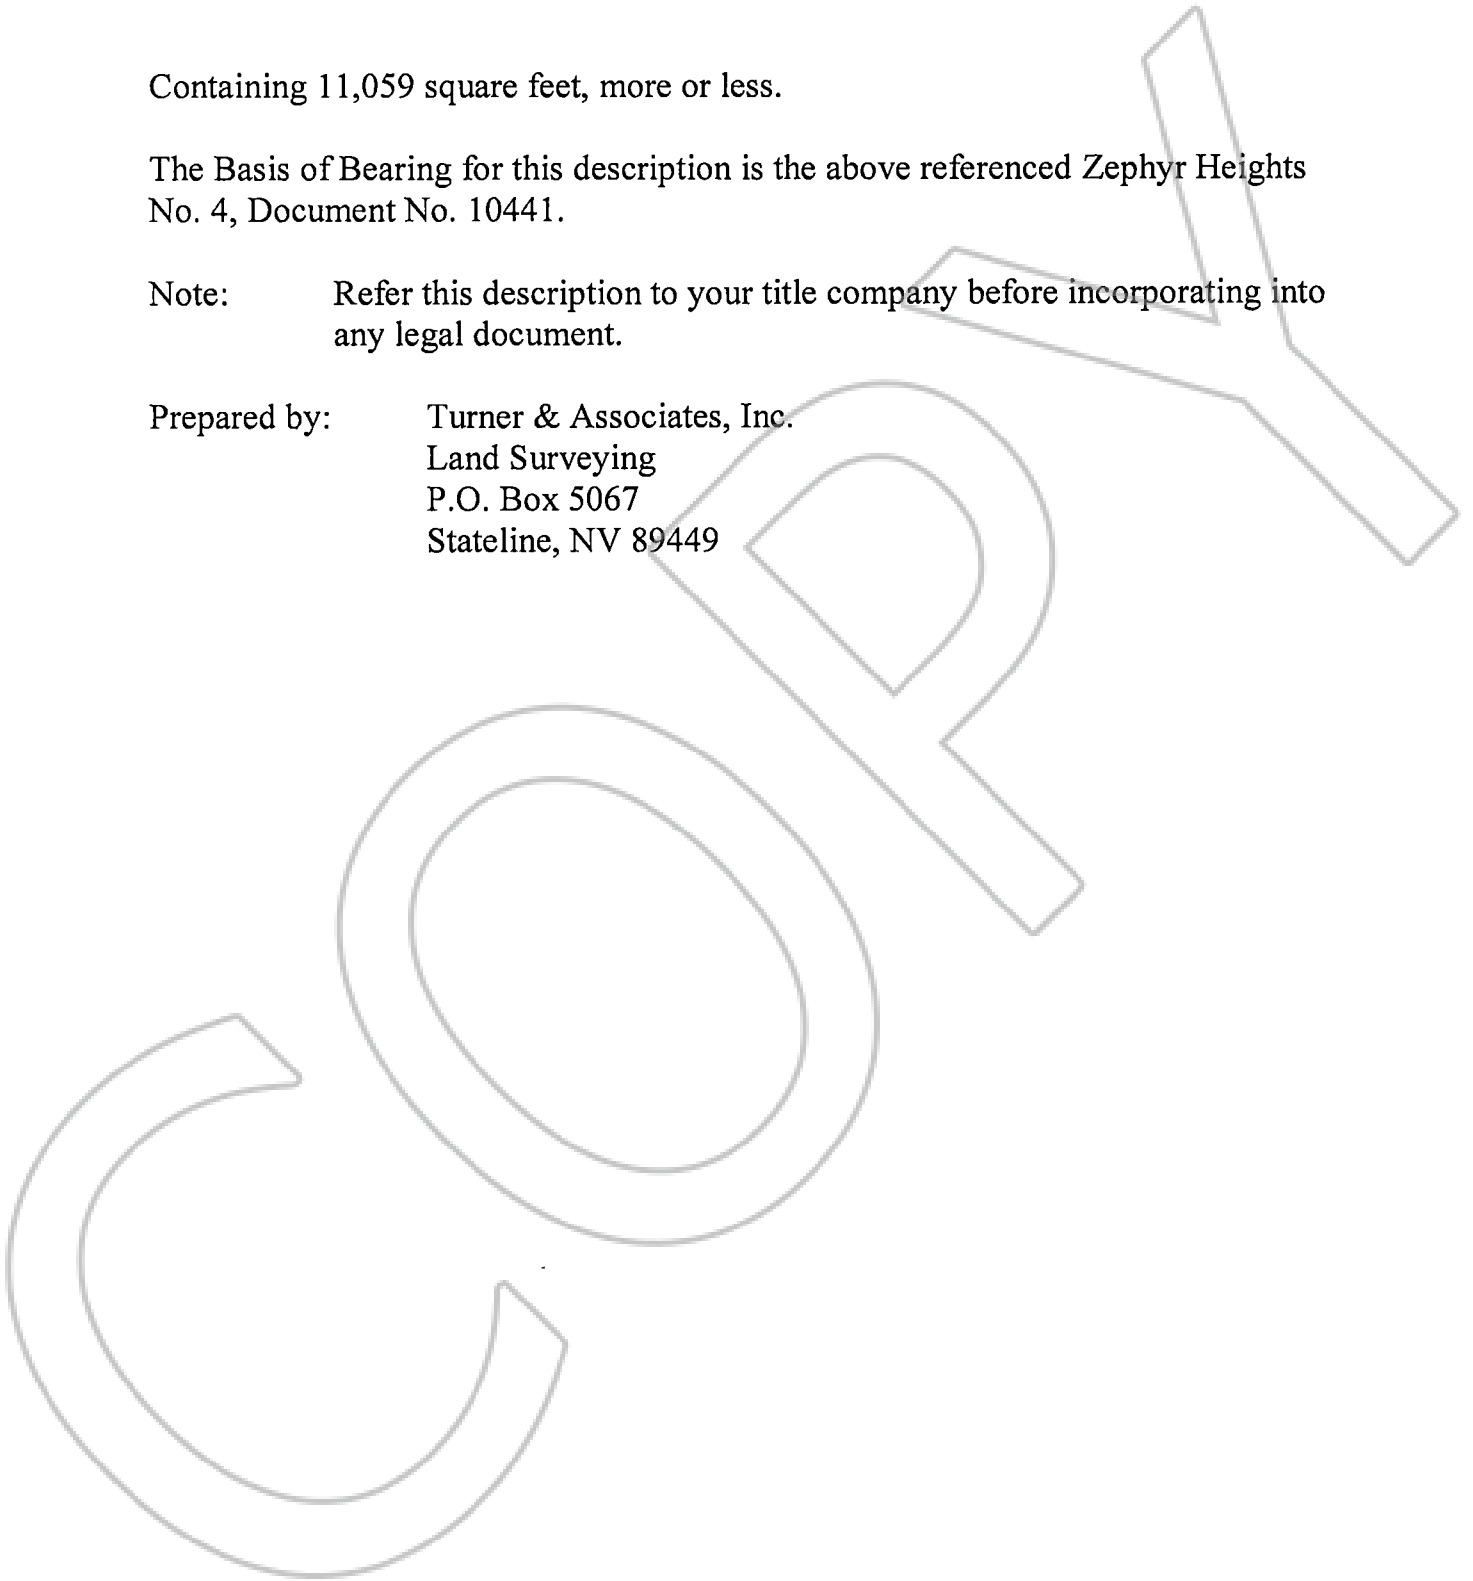 Containing 11,059 square feet, more or less.
The Basis of Bearing for this description is the above referenced Zephyr Heights
No. 4, Document No. 10441.
Note: Refer this description to your title company before incorporating into
any legal document.
Prepared by: Turner & Associates, Inc.
Land Surveying
P.O. Box 5067
Stateline, NV 89449
COPY